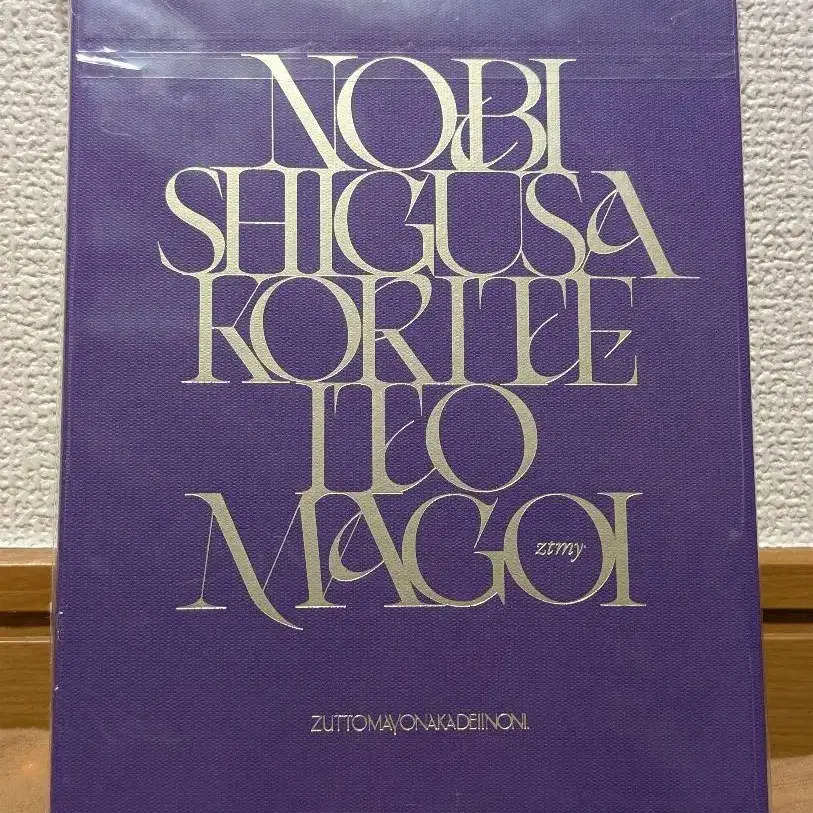 NOBI
SHIGUSA
KORITE
ITO
MAGOI
ztmy
ZUTTOMAYONAKADEIINONI.